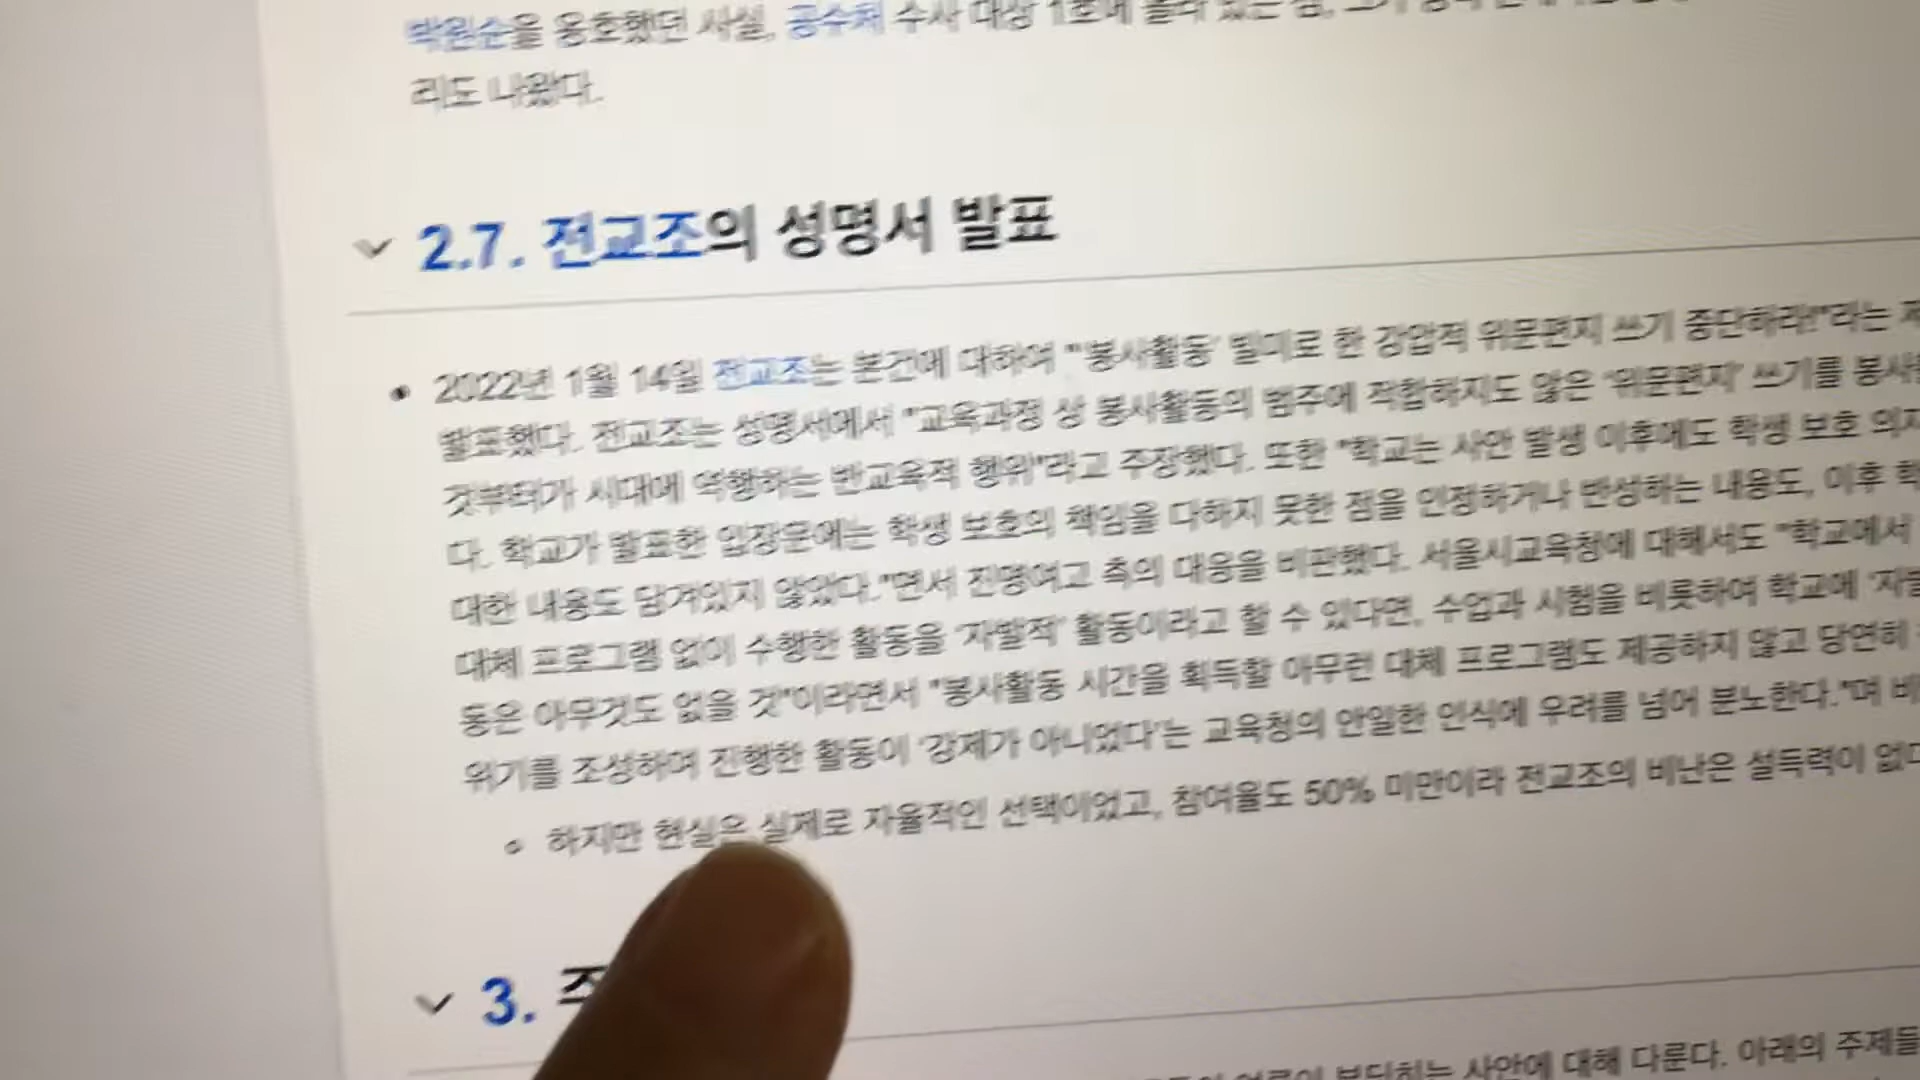 박원순을 옹호했던 사실, 공수처 수사 대상 1호에 올라 있는 점,
리도 나왔다.
2.7. 전교조의 성명서 발표
2022년 1월 14일 전교조는 본건에 대하여 "'봉사활동' 빌미로 한 강압적 위문편지 쓰기 중단하라!"라는
발표했다. 전교조는 성명서에서 "교육과정 상 봉사활동의 범주에 적합하지도 않은 '위문편지' 쓰기를
것부터가 시대에 역행하는 반교육적 행위"라고 주장했다. 또한 "학교는 사안 발생 이후에도 학생 보호
다. 학교가 발표한 입장문에는 학생 보호의 책임을 다하지 못한 점을 인정하거나 반성하는 내용도, 이후
대한 내용도 담겨있지 않았다."면서 진명여고 측의 대응을 비판했다. 서울시교육청에 대해서도 "학교에서
대체 프로그램 없이 수행한 활동을 '자발적' 활동이라고 할 수 있다면, 수업과 시험을 비롯하여 학교에
동은 아무것도 없을 것"이라면서 "봉사활동 시간을 획득할 아무런 대체 프로그램도 제공하지 않고 당연히
위기를 조성하여 진행한 활동이 '강제가 아니었다'는 교육청의 안일한 인식에 우려를 넘어 분노한다."며
하지만 현실은 실제로 자율적인 선택이었고, 참여율도 50% 미만이라 전교조의 비난은 설득력이
3.
사안에 대해 다룬다. 아래의 주제들